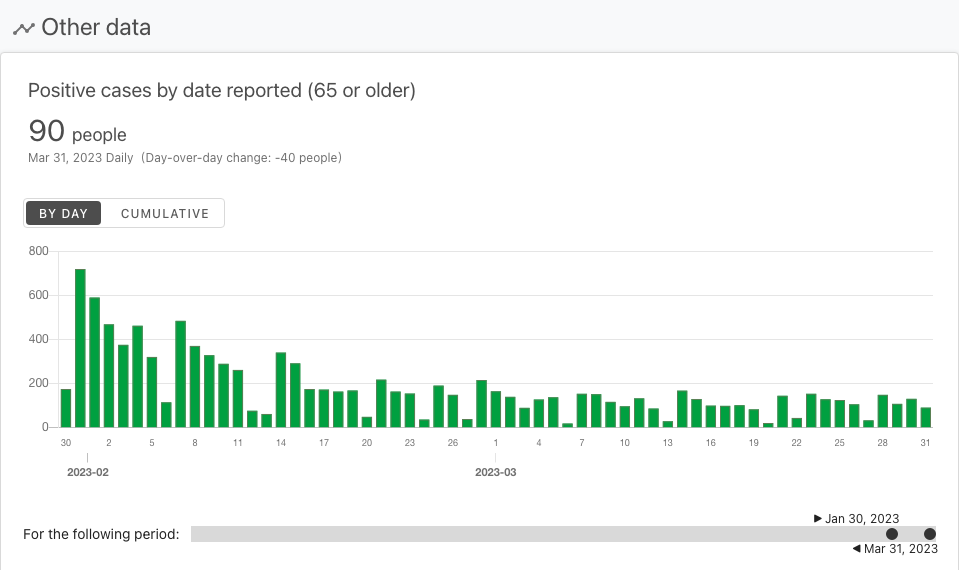 Other data
Positive cases by date reported (65 or older)
90 people
Mar 31, 2023 Daily (Day-over-day change: -40 people)
BY DAY CUMULATIVE
800
600
400
200
0
30 2 5 8 11 14 17 20 23 26 1 4 7 10 13 16 19 22 25 28 31
2023-02 2023-03
Jan 30, 2023
For the following period:
Mar 31, 2023